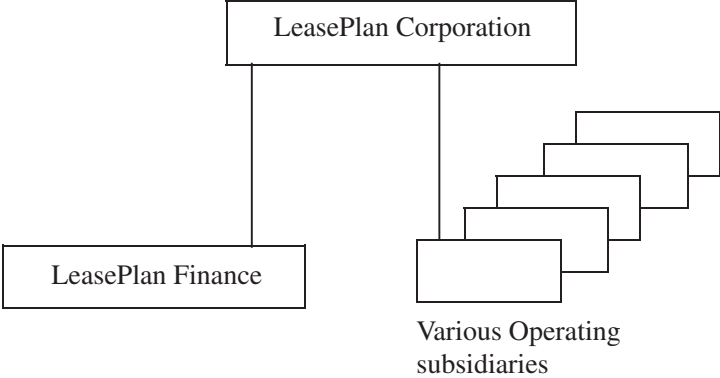 LeasePlan Corporation
LeasePlan Finance
Various Operating
subsidiaries